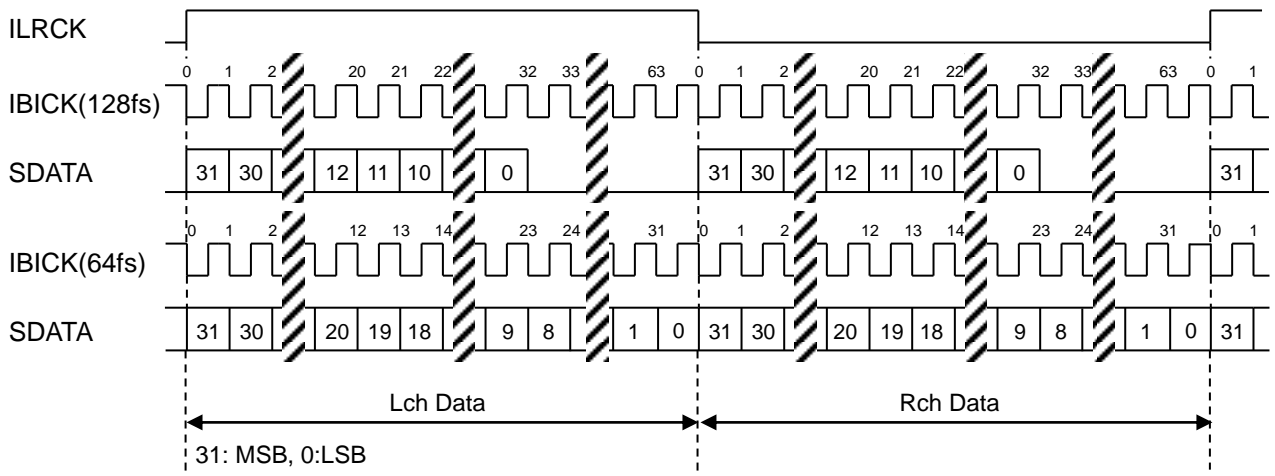 ILRCK
0 1 2 20 21 22 32 33 63 0 1 2 20 21 22 32 33 63 0 1
IBICK(128fs)
SDATA 31 30 12 11 10 0 31 30 12 11 10 0 31
0 1 2 12 13 14 23 24 31 0 1 2 12 13 14 23 24 31 0 1
IBICK(64fs)
SDATA 31 30 20 19 18 9 8 1 0 31 30 20 19 18 9 8 1 0 31
Lch Data Rch Data
31: MSB, 0:LSB